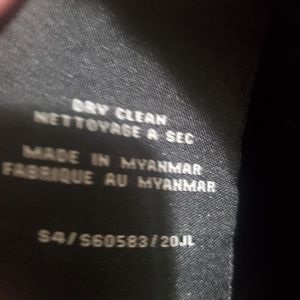 DRY CLEAN
NETTOYAGE A SEC
MADE IN MYANMAR
FABRIQUE AU MYANMAR
S4/S60583/20JL